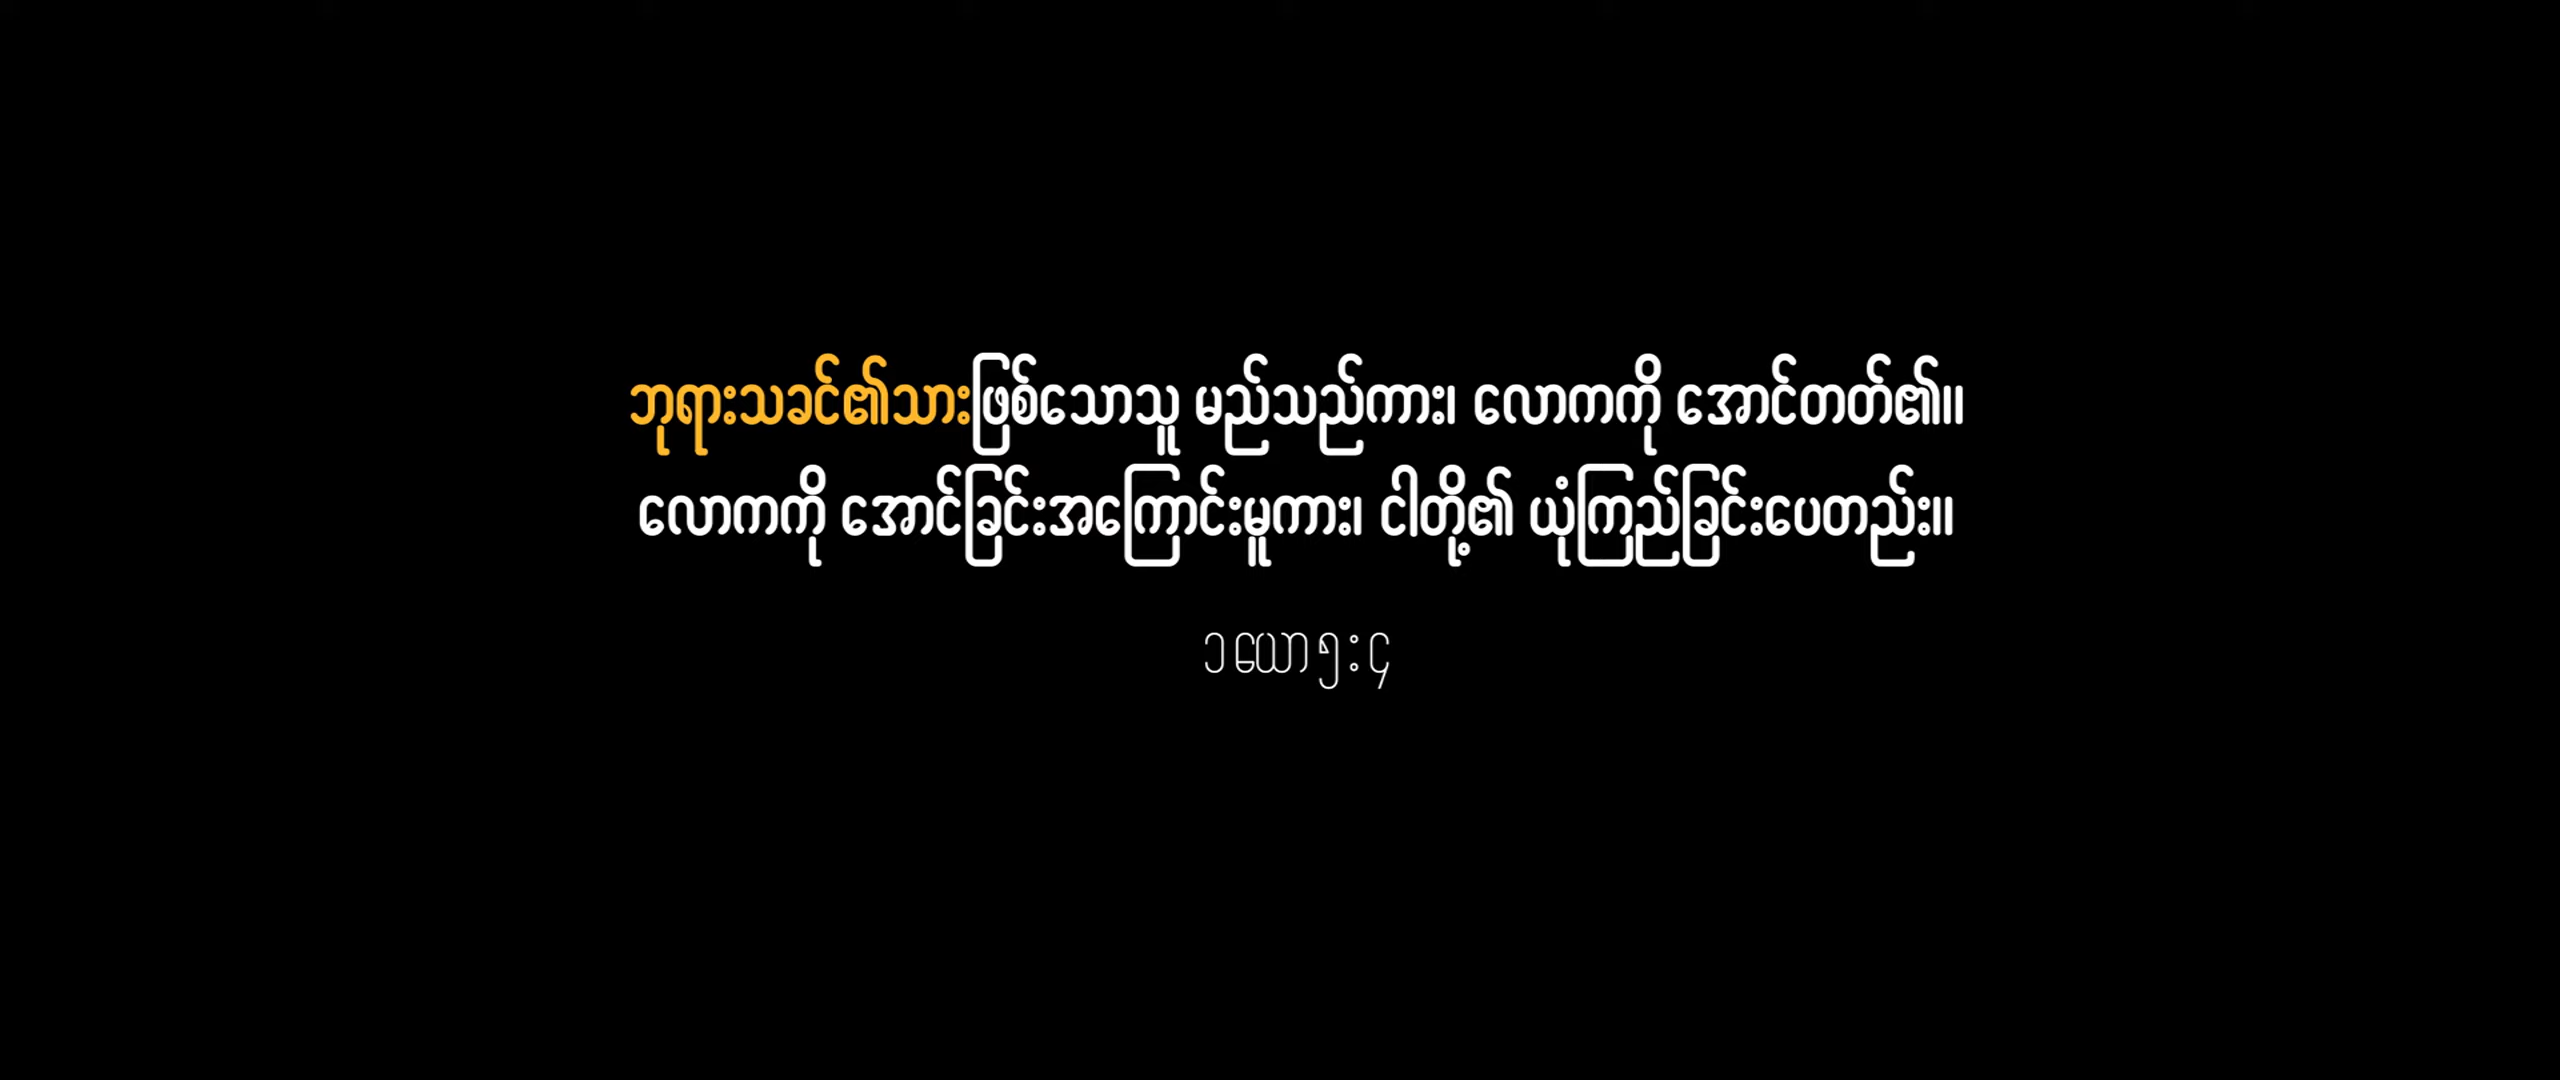 ဘုရားသခင်၏သားဖြစ်သောသူ မည်သည်ကား၊ လောကကို အောင်တတ်၏။
လောကကို အောင်ခြင်းအကြောင်းမူကား၊ ငါတို့၏ ယုံကြည်ခြင်းပေတည်း။
၁ ယော ၅ : ၄